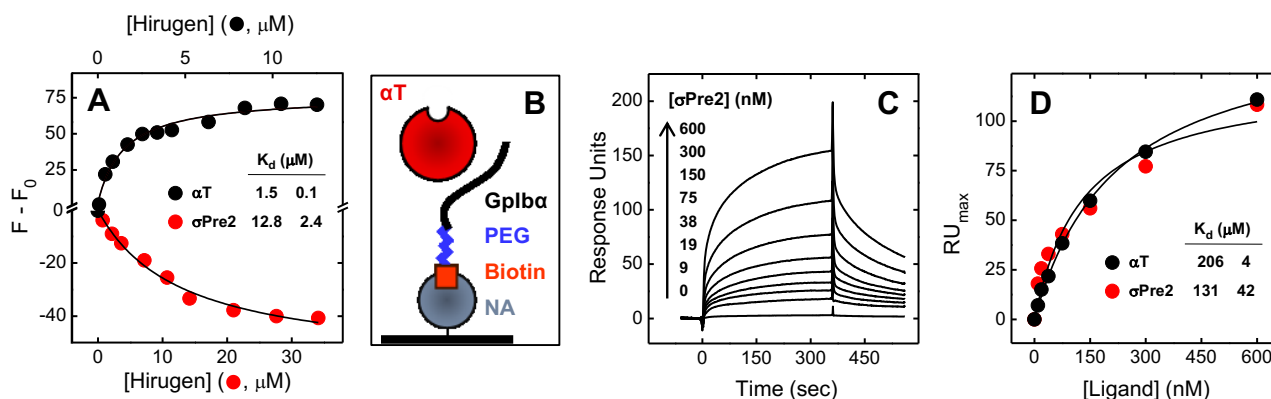 [Hirugen] (●, μM)
0 5 10
A
75
50
25
0
-20
-40
F - F0
Kd (μM)
αT 1.5 0.1
σPre2 12.8 2.4
0 10 20 30
[Hirugen] (●, μM)
B
αT
GpIbα
PEG
Biotin
NA
C
[σPre2] (nM)
600
300
150
75
38
19
9
0
200
150
100
50
0
Response Units
0 150 300 450
Time (sec)
D
100
75
50
25
0
RUmax
Kd (μM)
αT 206 4
σPre2 131 42
0 150 300 450 600
[Ligand] (nM)